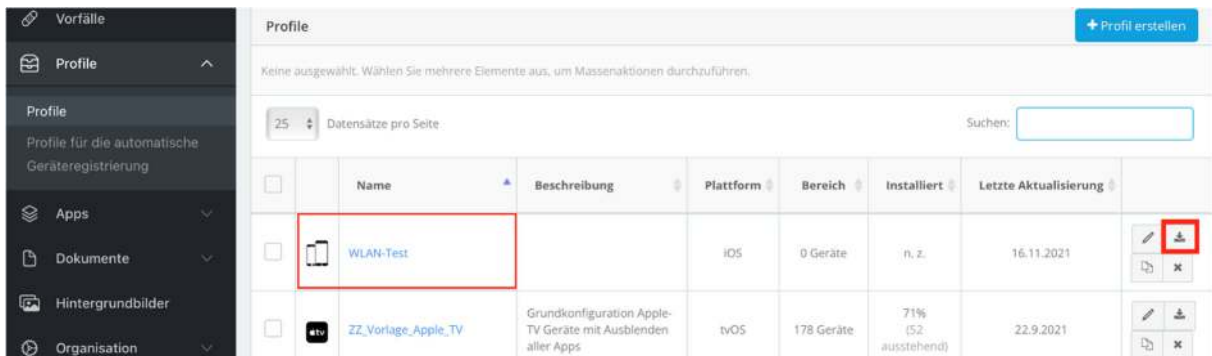 Vorfälle
Profile
Profile
Profile für die automatische
Geräteregistrierung
Apps
Dokumente
Hintergrundbilder
Organisation
Profile
+ Profil erstellen
Keine ausgewählt. Wählen Sie mehrere Elemente aus, um Massenaktionen durchzuführen.
25 Datensätze pro Seite
Suchen:
Name Beschreibung Plattform Bereich Installiert Letzte Aktualisierung
WLAN-Test iOS 0 Geräte n. z. 16.11.2021
tv ZZ_Vorlage_Apple_TV
Grundkonfiguration Apple-
TV Geräte mit Ausblenden
aller Apps
tvOS 178 Geräte
71%
(52
ausstehend)
22.9.2021